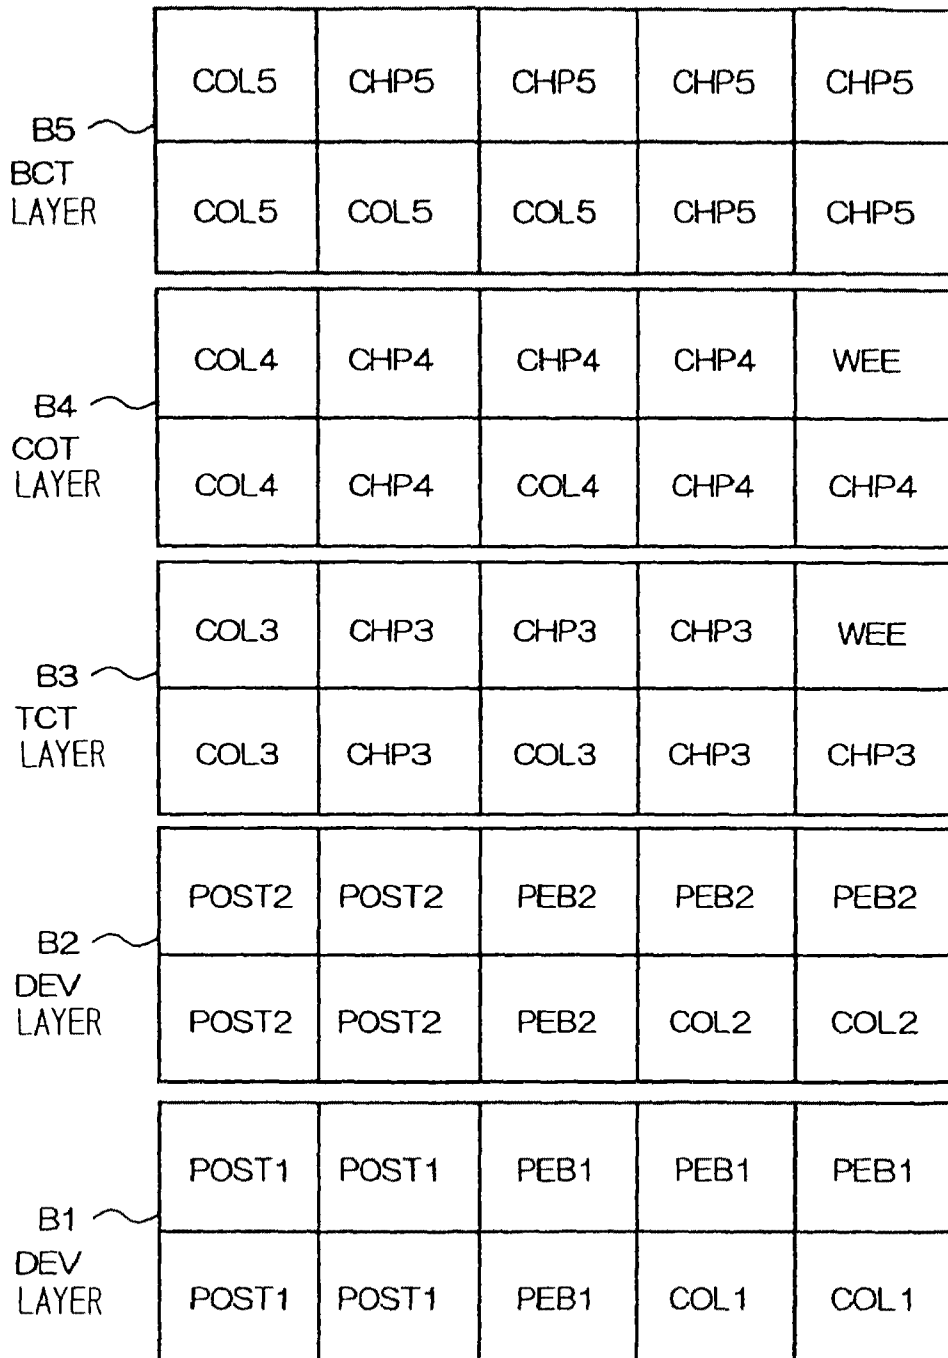 COL5 CHP5 CHP5 CHP5 CHP5
B5
BCT
LAYER
COL5 COL5 COL5 CHP5 CHP5
COL4 CHP4 CHP4 CHP4 WEE
B4
COT
LAYER
COL4 CHP4 COL4 CHP4 CHP4
COL3 CHP3 CHP3 CHP3 WEE
B3
TCT
LAYER
COL3 CHP3 COL3 CHP3 CHP3
POST2 POST2 PEB2 PEB2 PEB2
B2
DEV
LAYER
POST2 POST2 PEB2 COL2 COL2
POST1 POST1 PEB1 PEB1 PEB1
B1
DEV
LAYER
POST1 POST1 PEB1 COL1 COL1